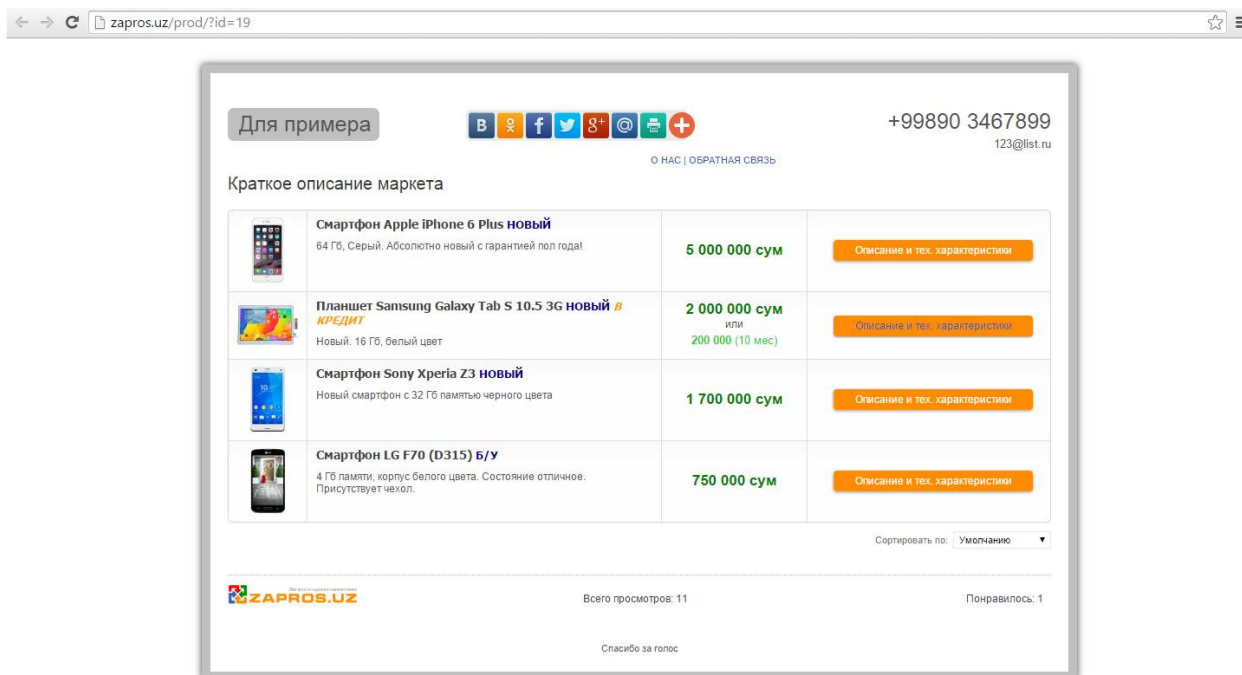 zapros.uz/prod/?id=19
Для примера
+99890 3467899
123@list.ru
О НАС | ОБРАТНАЯ СВЯЗЬ
Краткое описание маркета
Смартфон Apple iPhone 6 Plus НОВЫЙ
64 Гб, Серый. Абсолютно новый с гарантией пол года!
5 000 000 сум
Описание и тех. характеристики
Планшет Samsung Galaxy Tab S 10.5 3G НОВЫЙ В
КРЕДИТ
Новый. 16 Гб, белый цвет
2 000 000 сум
или
200 000 (10 мес)
Описание и тех. характеристики
Смартфон Sony Xperia Z3 НОВЫЙ
Новый смартфон с 32 Гб памятью черного цвета
1 700 000 сум
Описание и тех. характеристики
Смартфон LG F70 (D315) Б/У
4 Гб памяти, корпус белого цвета. Состояние отличное.
Присутствует чехол.
750 000 сум
Описание и тех. характеристики
Сортировать по: Умолчанию
ZAPROS.UZ
Всего просмотров: 11
Понравилось: 1
Спасибо за голос